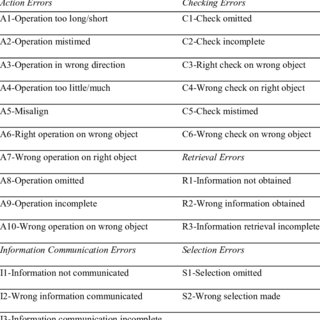 Action Errors Checking Errors
A1-Operation too long/short C1-Check omitted
A2-Operation mistimed C2-Check incomplete
A3-Operation in wrong direction C3-Right check on wrong object
A4-Operation too little/much C4-Wrong check on right object
A5-Misalign C5-Check mistimed
A6-Right operation on wrong object C6-Wrong check on wrong object
A7-Wrong operation on right object Retrieval Errors
A8-Operation omitted R1-Information not obtained
A9-Operation incomplete R2-Wrong information obtained
A10-Wrong operation on wrong object R3-Information retrieval incomplete
Information Communication Errors Selection Errors
I1-Information not communicated S1-Selection omitted
I2-Wrong information communicated S2-Wrong selection made
I3-Information communication incomplete